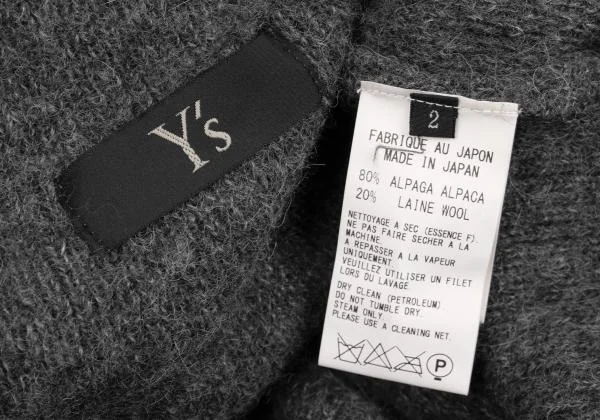 Y's
2
FABRIQUE AU JAPON
MADE IN JAPAN
80% ALPAGA ALPACA
20% LAINE WOOL
NETTOYAGE A SEC (ESSENCE F).
NE PAS FAIRE SECHER A LA
MACHINE.
A REPASSER A LA VAPEUR
UNIQUEMENT.
VEUILLEZ UTILISER UN FILET
LORS DU LAVAGE
DRY CLEAN (PETROLEUM)
DO NOT TUMBLE DRY.
STEAM ONLY.
PLEASE USE A CLEANING NET.
P